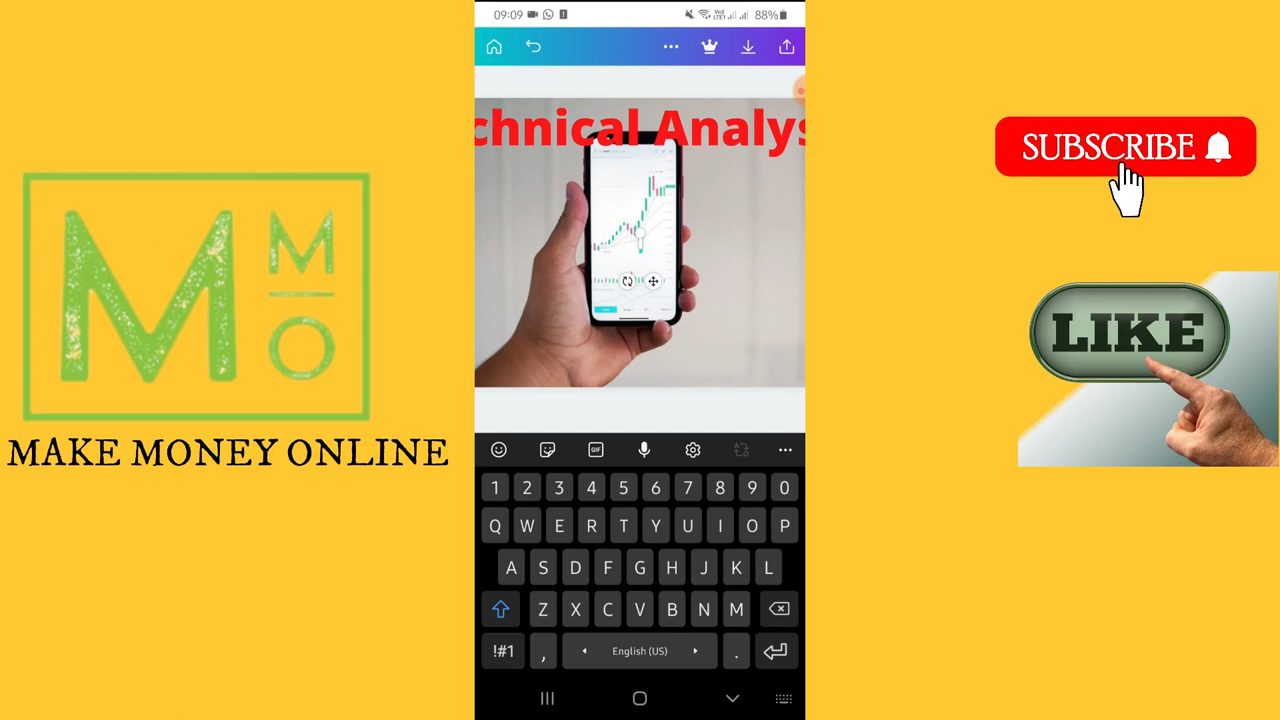 09:09
88%
chnical Analys
M M
O
MAKE MONEY ONLINE
SUBSCRIBE
LIKE
GIF
1 2 3 4 5 6 7 8 9 0
Q W E R T Y U I O P
A S D F G H J K L
Z X C V B N M
!#1 , English (US) .